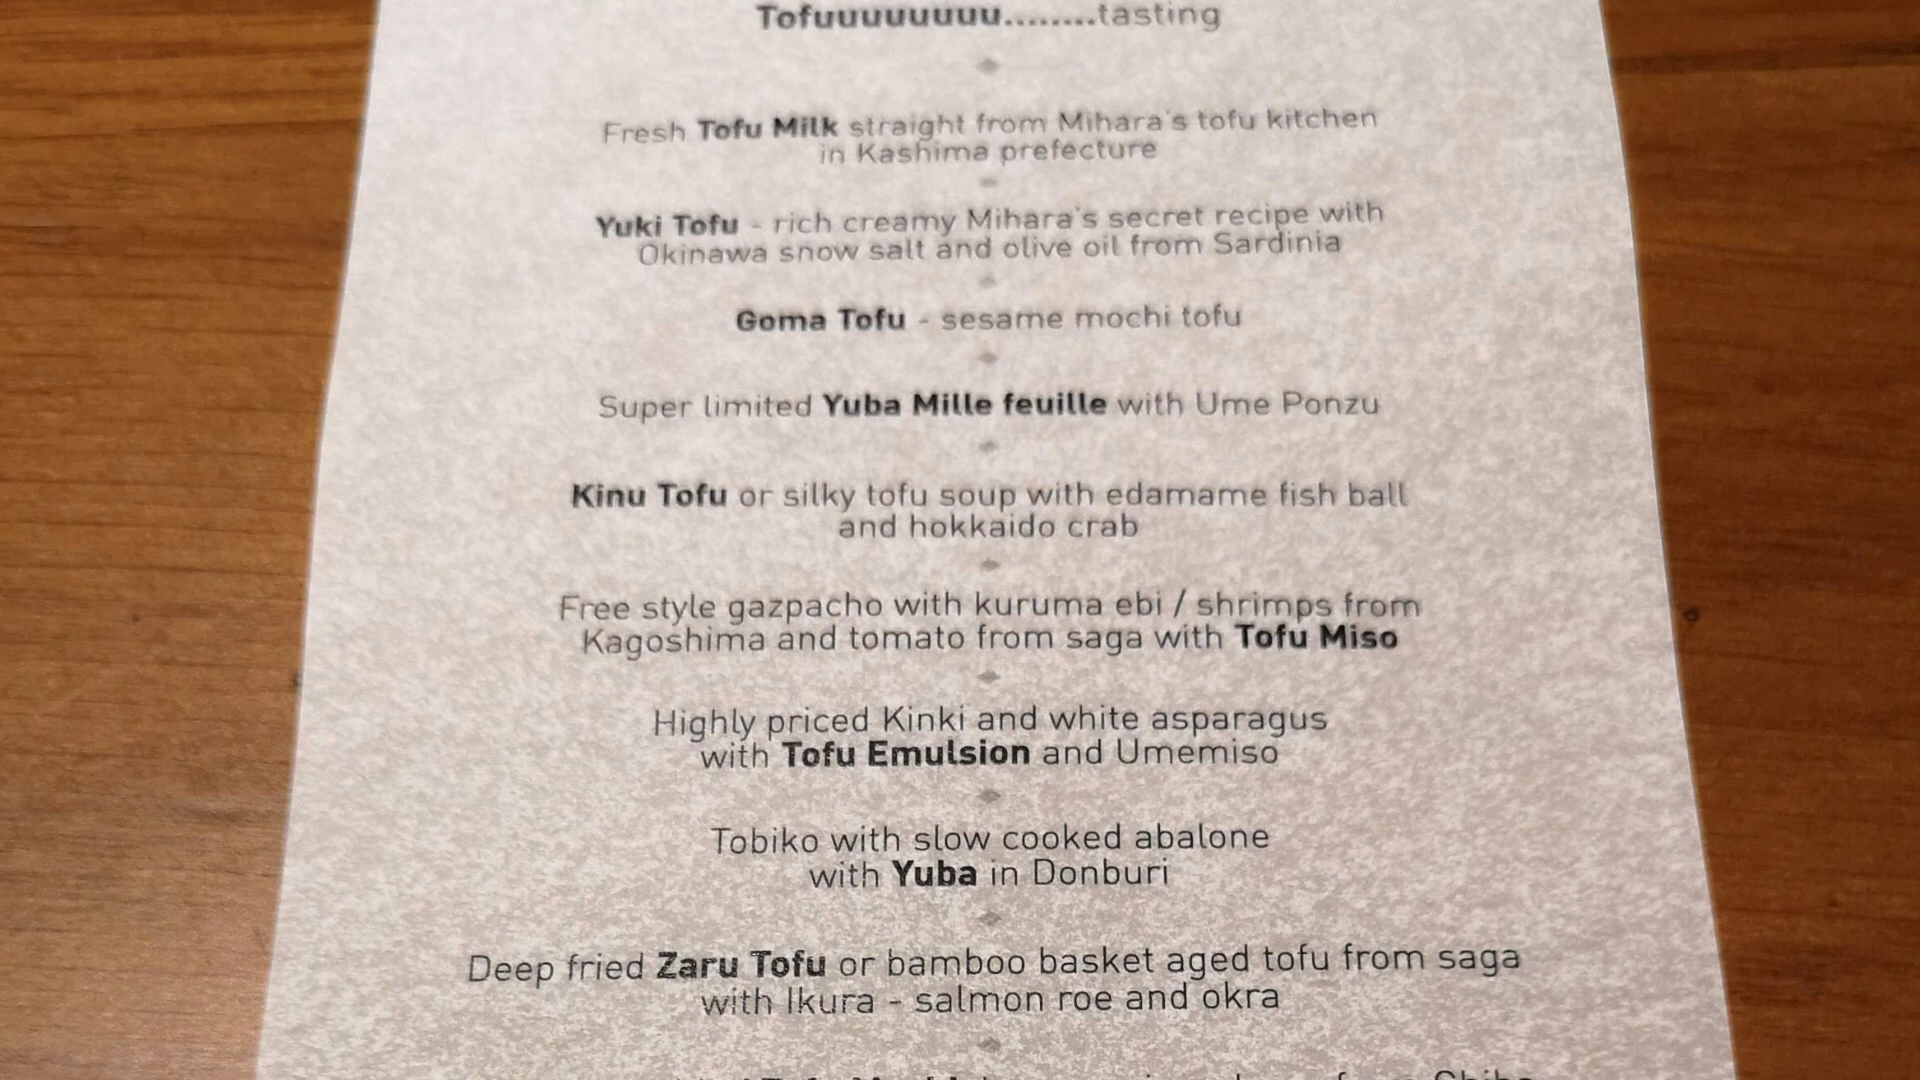 Tofuuuuuuuuu........tasting
Fresh Tofu Milk straight from Mihara's tofu kitchen
in Kashima prefecture
Yuki Tofu - rich creamy Mihara's secret recipe with
Okinawa snow salt and olive oil from Sardinia
Goma Tofu - sesame mochi tofu
Super limited Yuba Mille feuille with Ume Ponzu
Kinu Tofu or silky tofu soup with edamame fish ball
and hokkaido crab
Free style gazpacho with kuruma ebi / shrimps from
Kagoshima and tomato from saga with Tofu Miso
Highly priced Kinki and white asparagus
with Tofu Emulsion and Umemiso
Tobiko with slow cooked abalone
with Yuba in Donburi
Deep fried Zaru Tofu or bamboo basket aged tofu from saga
with Ikura - salmon roe and okra